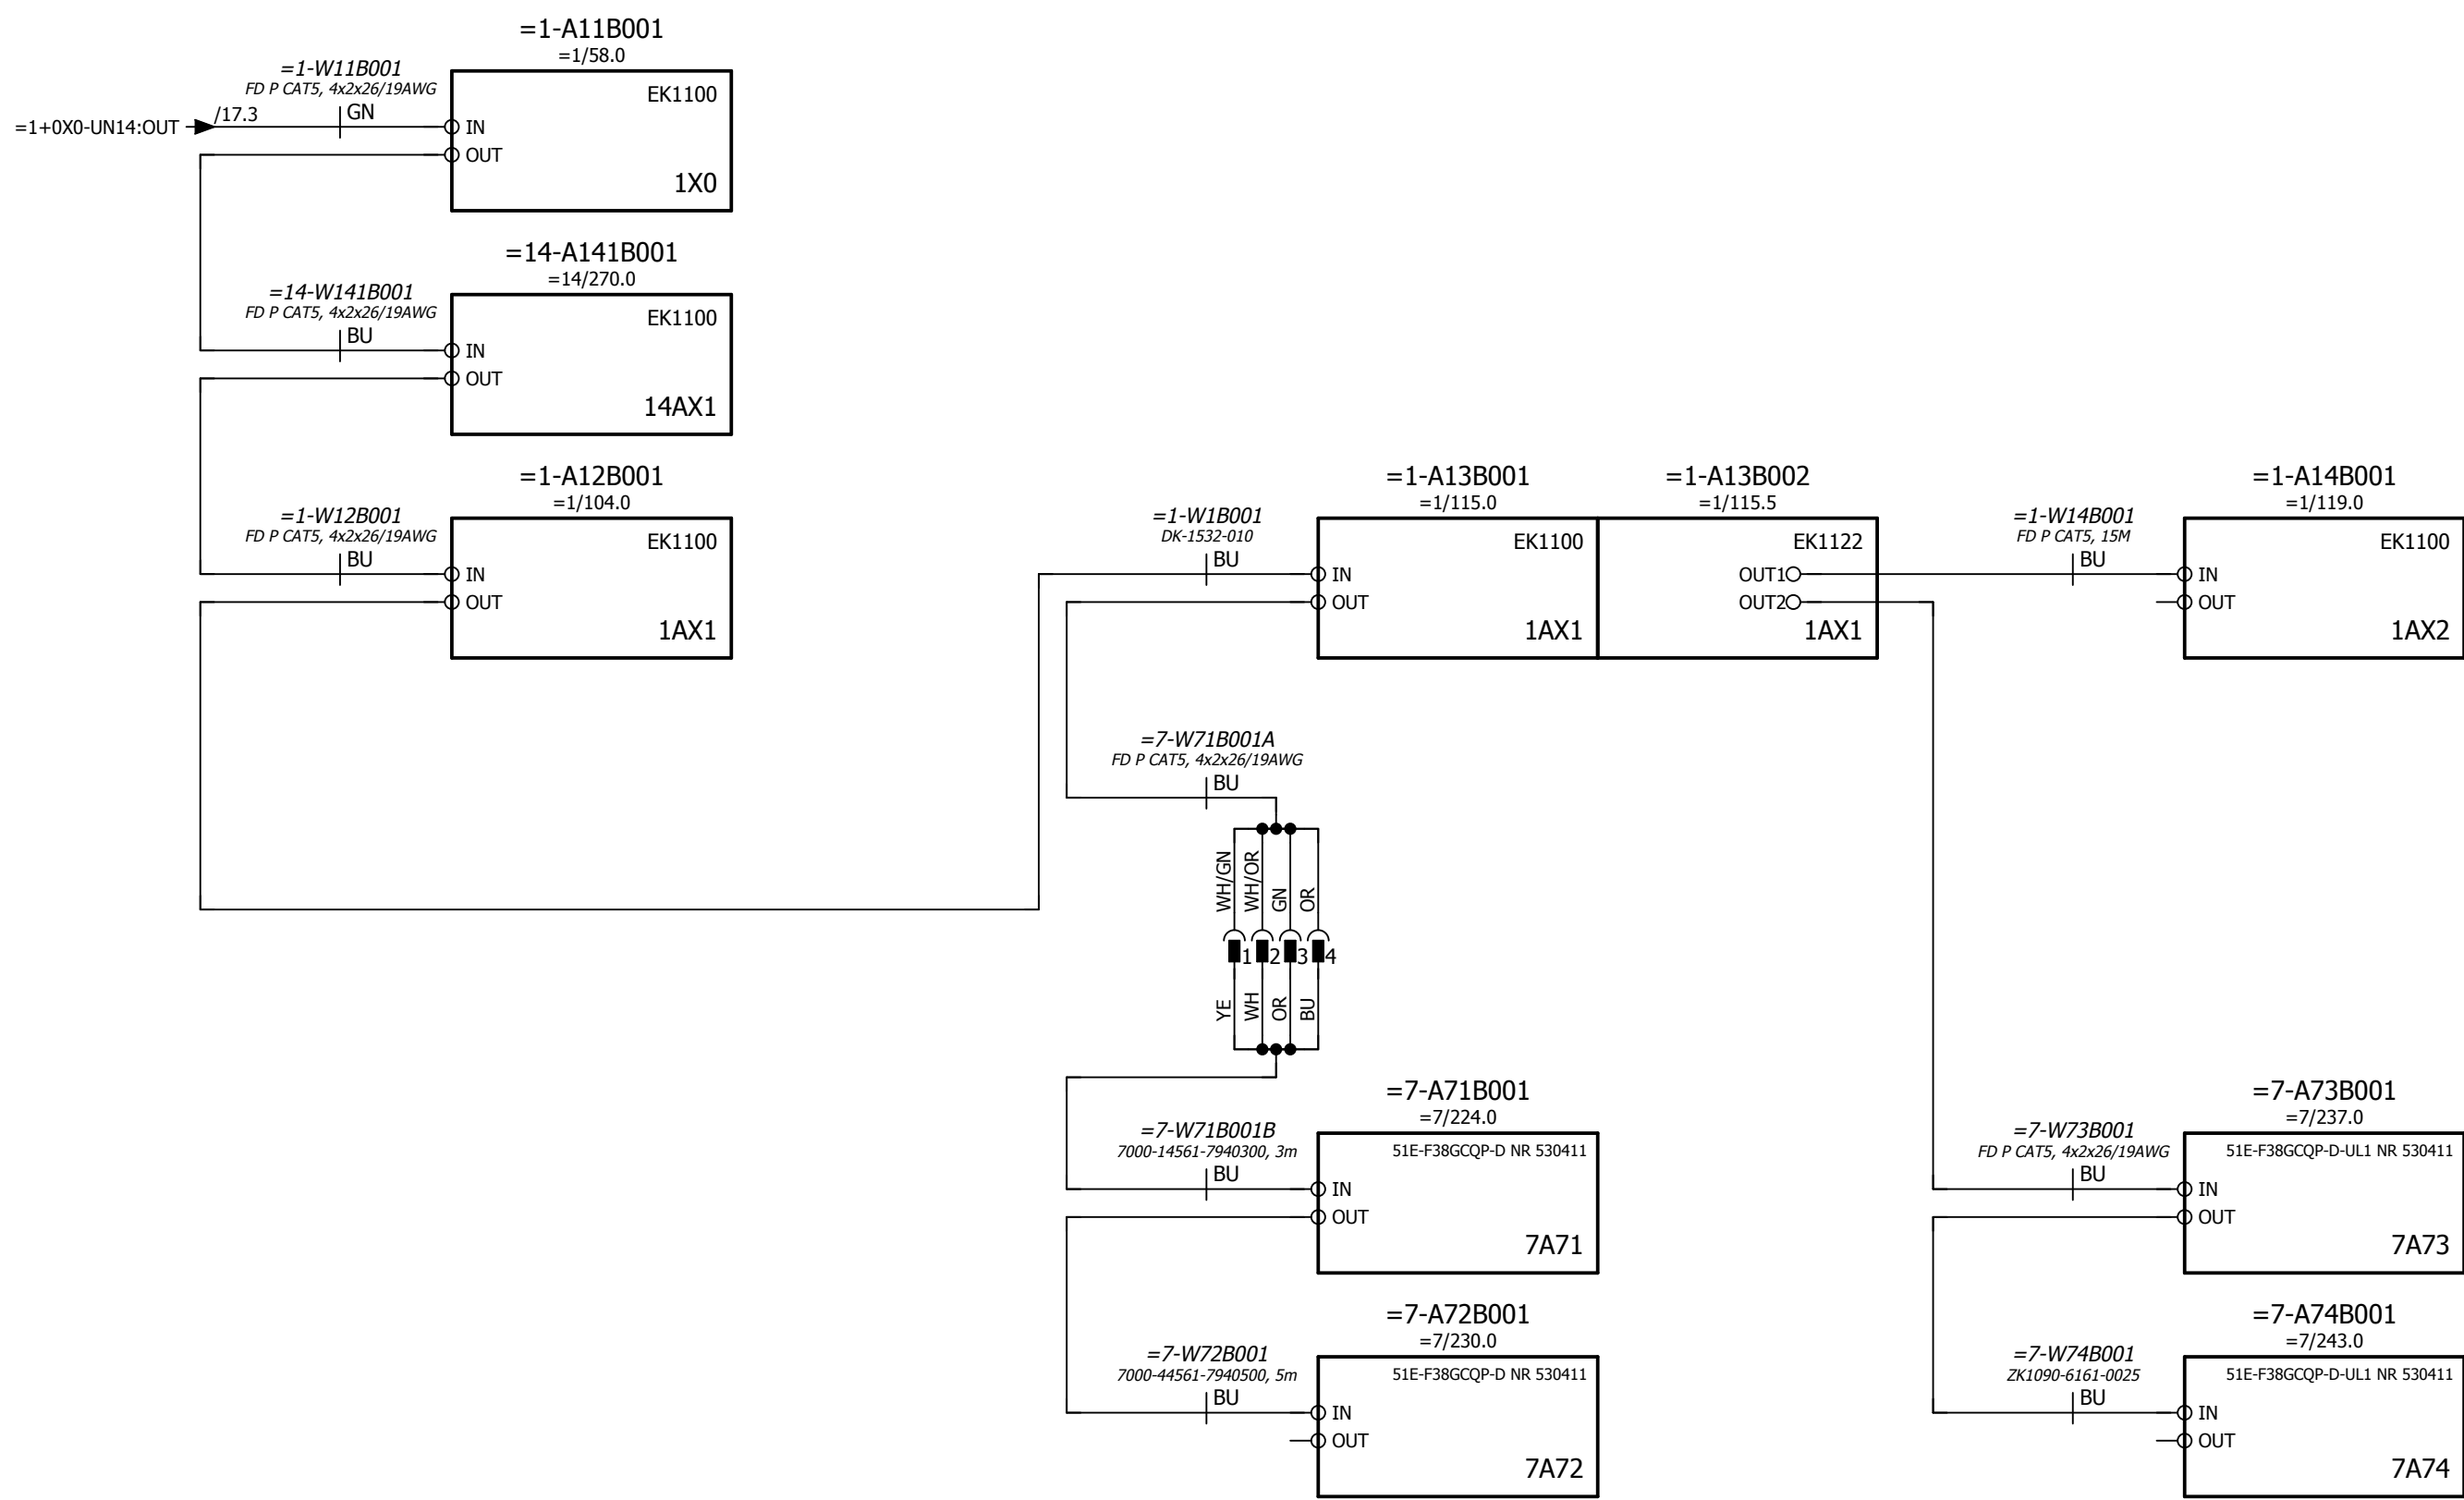 =1-A11B001
=1/58.0
=1-W11B001
FD P CAT5, 4x2x26/19AWG
EK1100
=1+0X0-UN14:OUT
/17.3
GN
IN
OUT
1X0
=14-A141B001
=14/270.0
=14-W141B001
FD P CAT5, 4x2x26/19AWG
EK1100
BU
IN
OUT
14AX1
=1-A12B001
=1/104.0
=1-W12B001
FD P CAT5, 4x2x26/19AWG
EK1100
BU
IN
OUT
1AX1
=1-A13B001
=1/115.0
=1-W1B001
DK-1532-010
EK1100
BU
IN
OUT
1AX1
=1-A13B002
=1/115.5
EK1122
OUT1
OUT2
1AX1
=1-A14B001
=1/119.0
=1-W14B001
FD P CAT5, 15M
EK1100
BU
IN
OUT
1AX2
=7-W71B001A
FD P CAT5, 4x2x26/19AWG
BU
WH/GN
WH/OR
GN
OR
1
2
3
4
YE
WH
OR
BU
=7-A71B001
=7/224.0
=7-W71B001B
7000-14561-7940300, 3m
51E-F38GCQP-D NR 530411
BU
IN
OUT
7A71
=7-A72B001
=7/230.0
=7-W72B001
7000-44561-7940500, 5m
51E-F38GCQP-D NR 530411
BU
IN
OUT
7A72
=7-A73B001
=7/237.0
=7-W73B001
FD P CAT5, 4x2x26/19AWG
51E-F38GCQP-D-UL1 NR 530411
BU
IN
OUT
7A73
=7-A74B001
=7/243.0
=7-W74B001
ZK1090-6161-0025
51E-F38GCQP-D-UL1 NR 530411
BU
IN
OUT
7A74